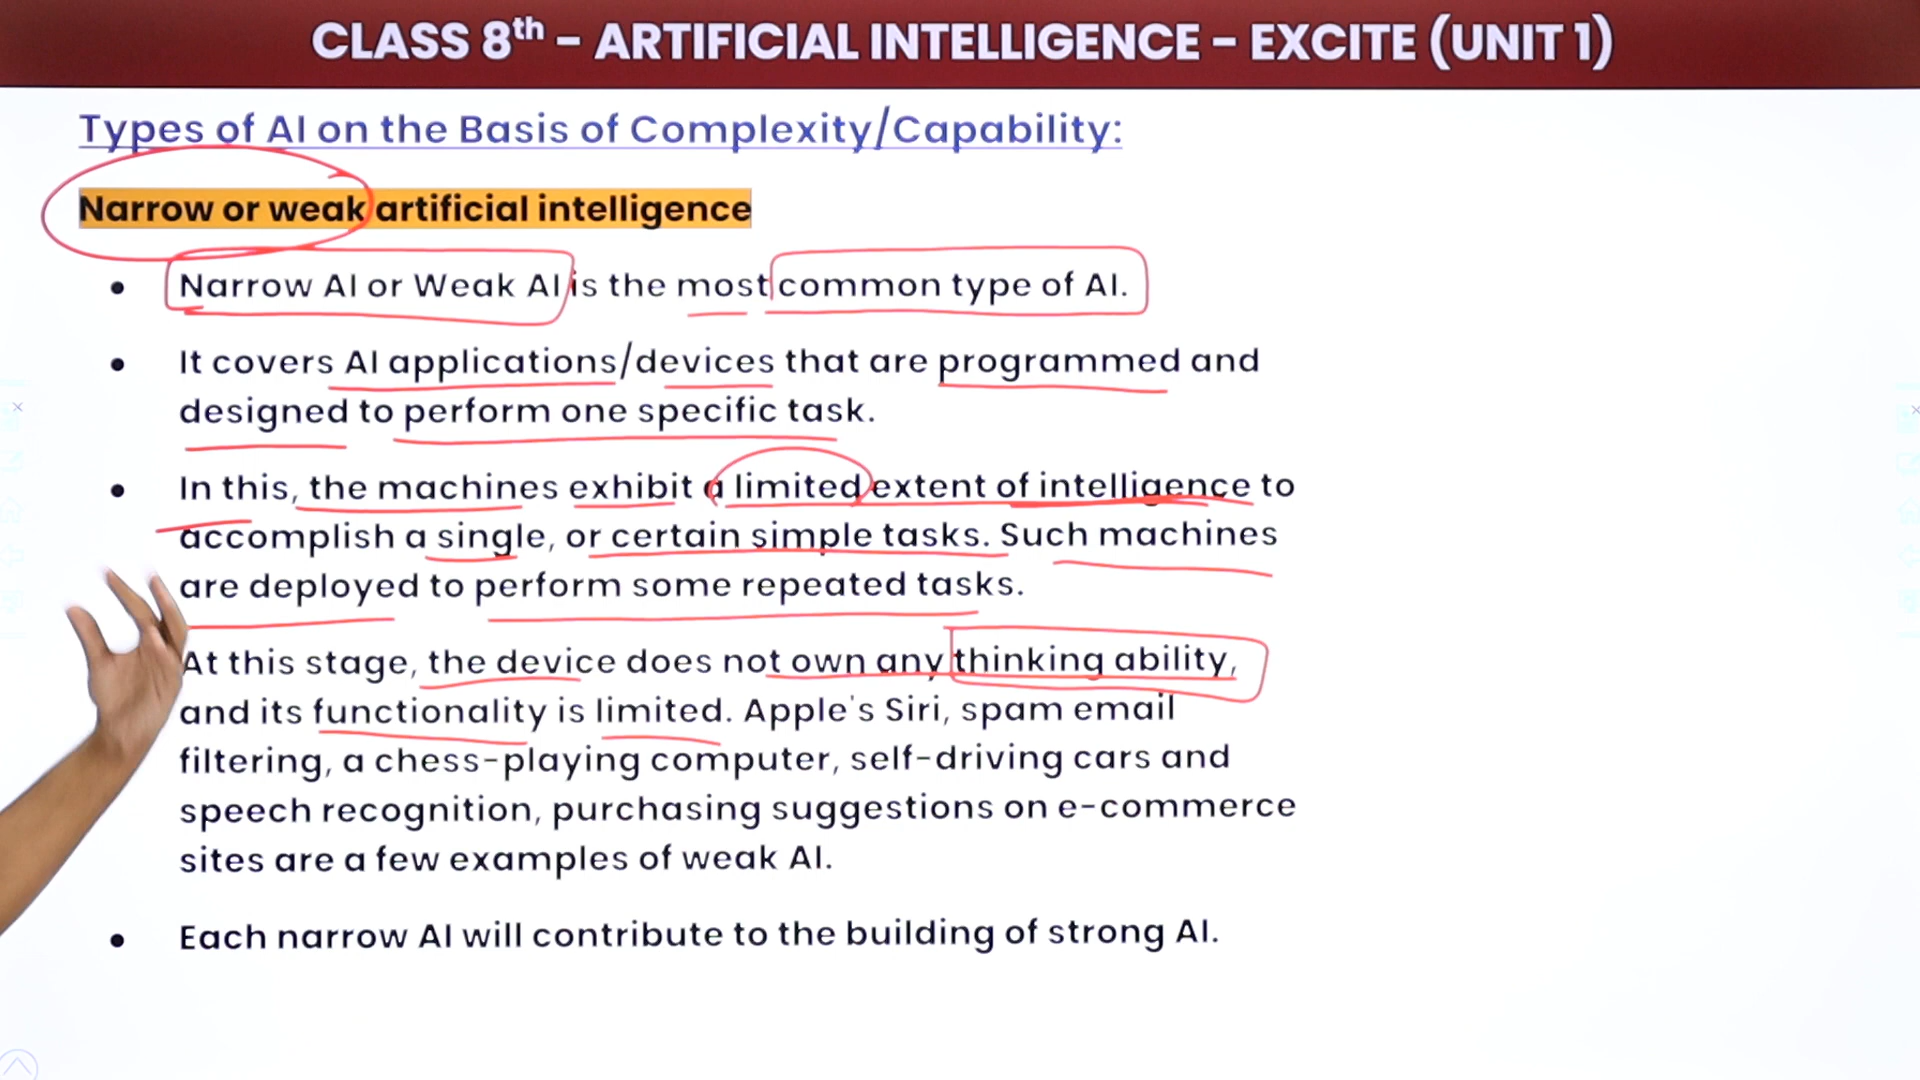 CLASS 8th - ARTIFICIAL INTELLIGENCE - EXCITE (UNIT 1)
Types of AI on the Basis of Complexity/Capability:
Narrow or weak artificial intelligence
• Narrow AI or Weak AI is the most common type of AI.
• It covers AI applications/devices that are programmed and
designed to perform one specific task.
• In this, the machines exhibit a limited extent of intelligence to
accomplish a single, or certain simple tasks. Such machines
are deployed to perform some repeated tasks.
At this stage, the device does not own any thinking ability,
and its functionality is limited. Apple's Siri, spam email
filtering, a chess-playing computer, self-driving cars and
speech recognition, purchasing suggestions on e-commerce
sites are a few examples of weak AI.
• Each narrow AI will contribute to the building of strong AI.